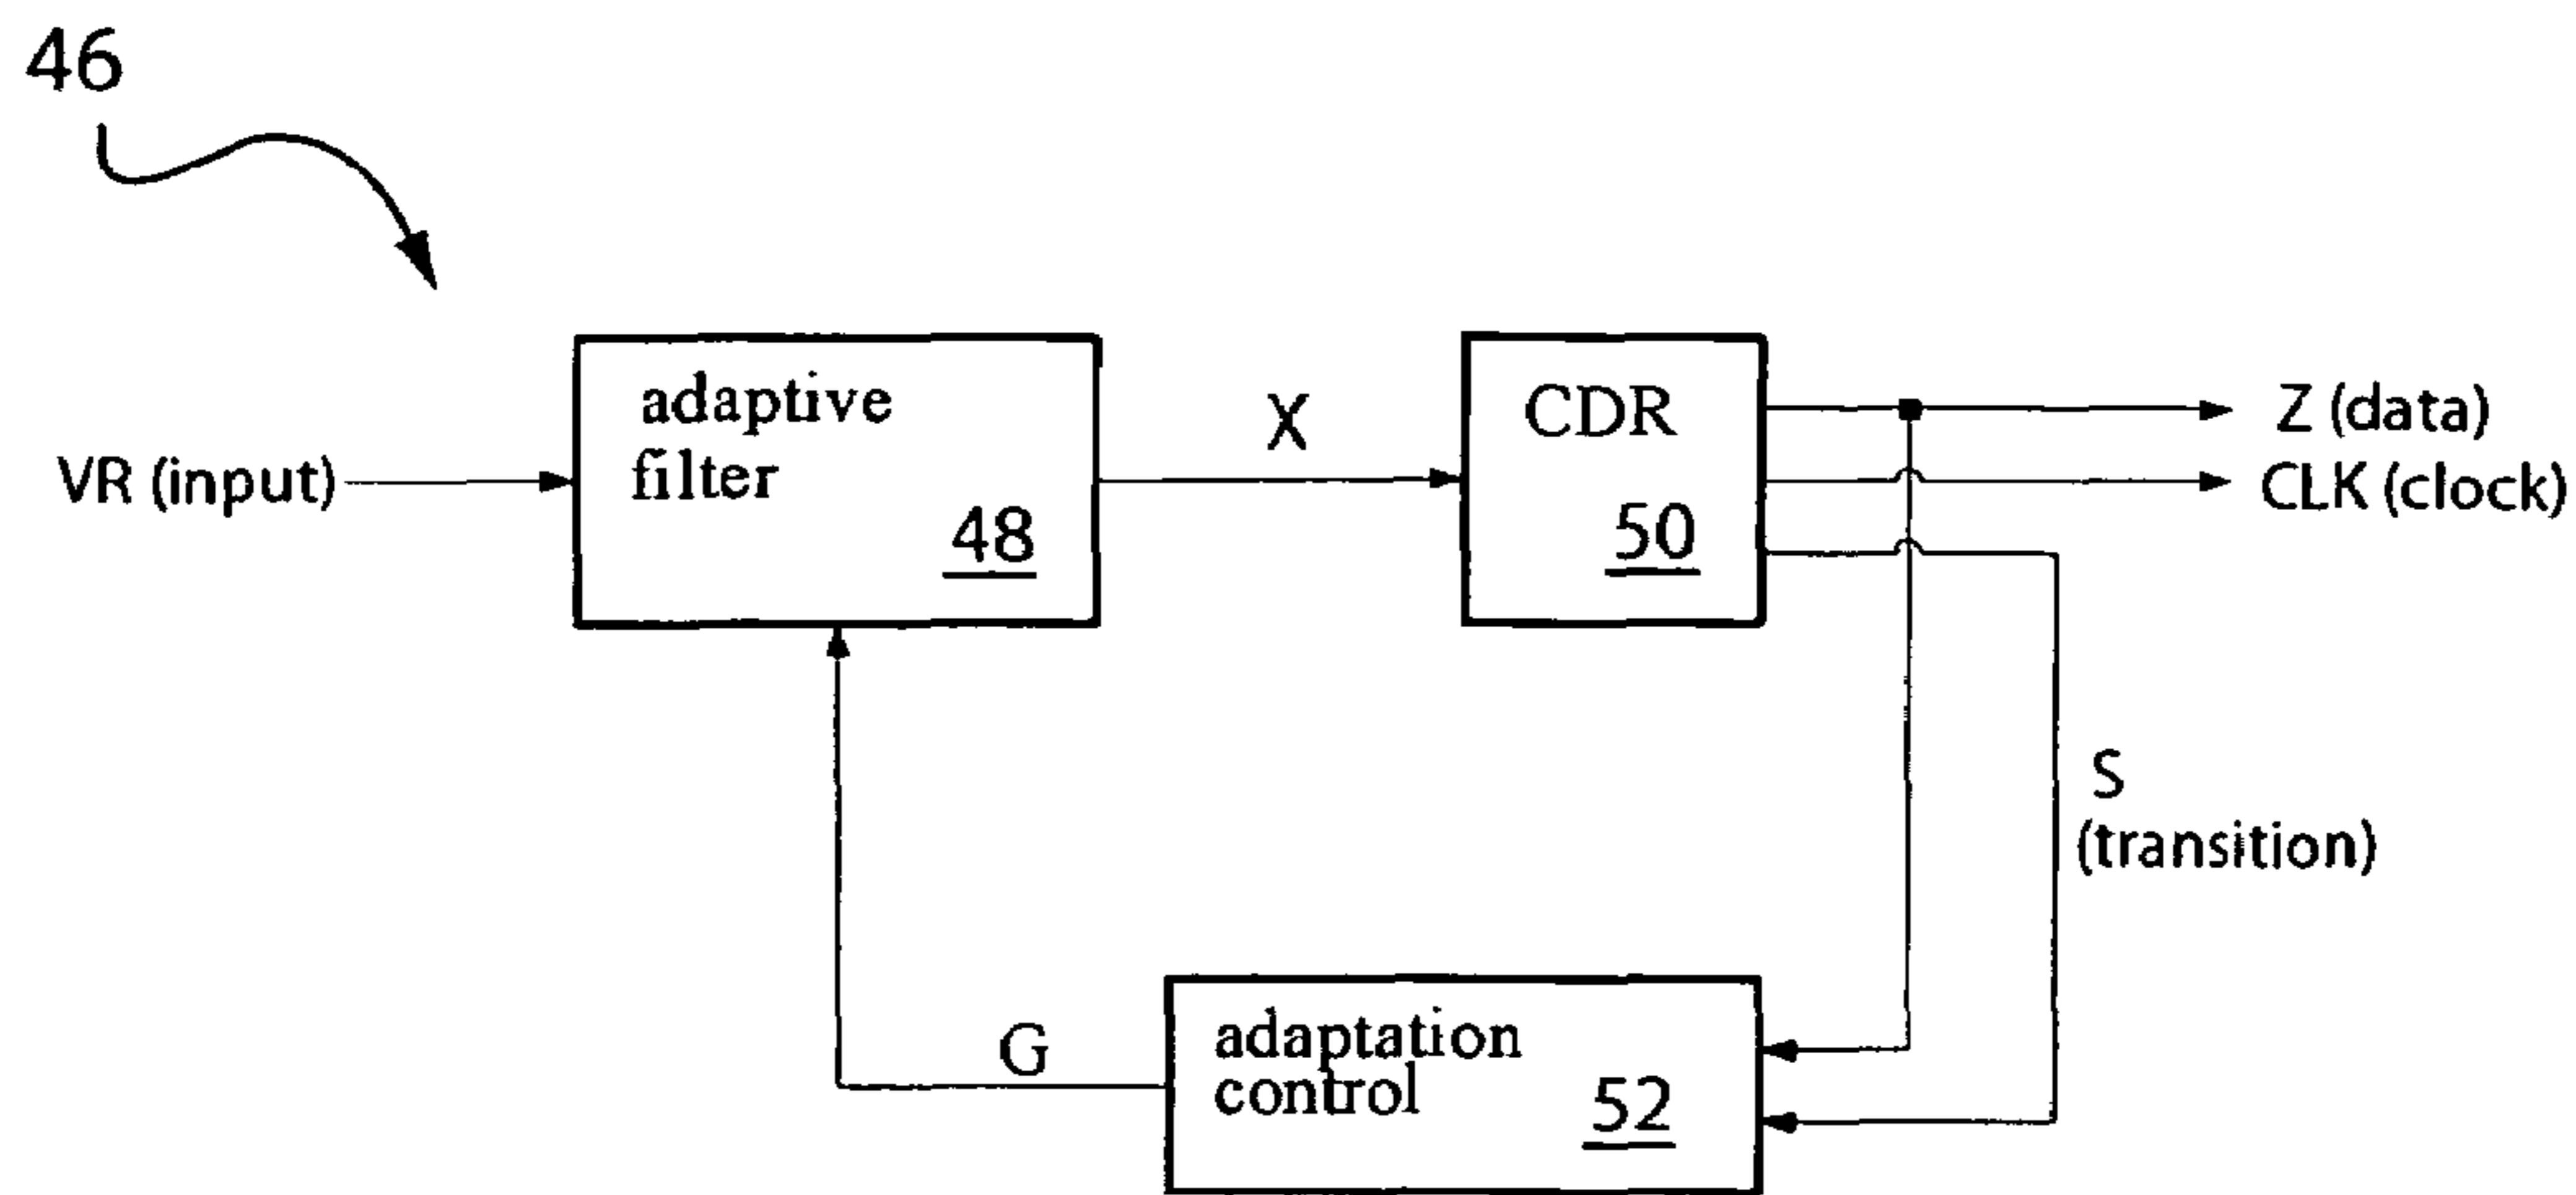 46
adaptive
filter
48
VR (input)
X
CDR
50
Z (data)
CLK (clock)
S
(transition)
G
adaptation
control
52